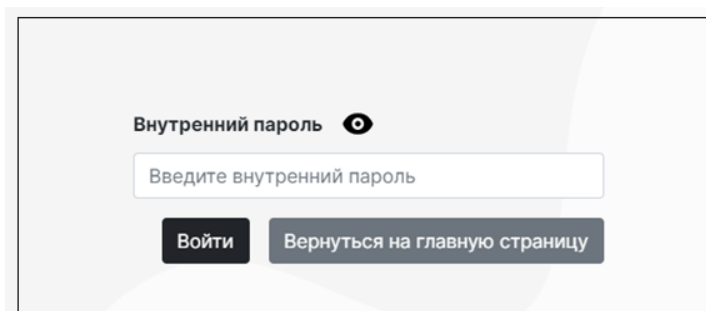 Внутренний пароль
Введите внутренний пароль
Войти Вернуться на главную страницу